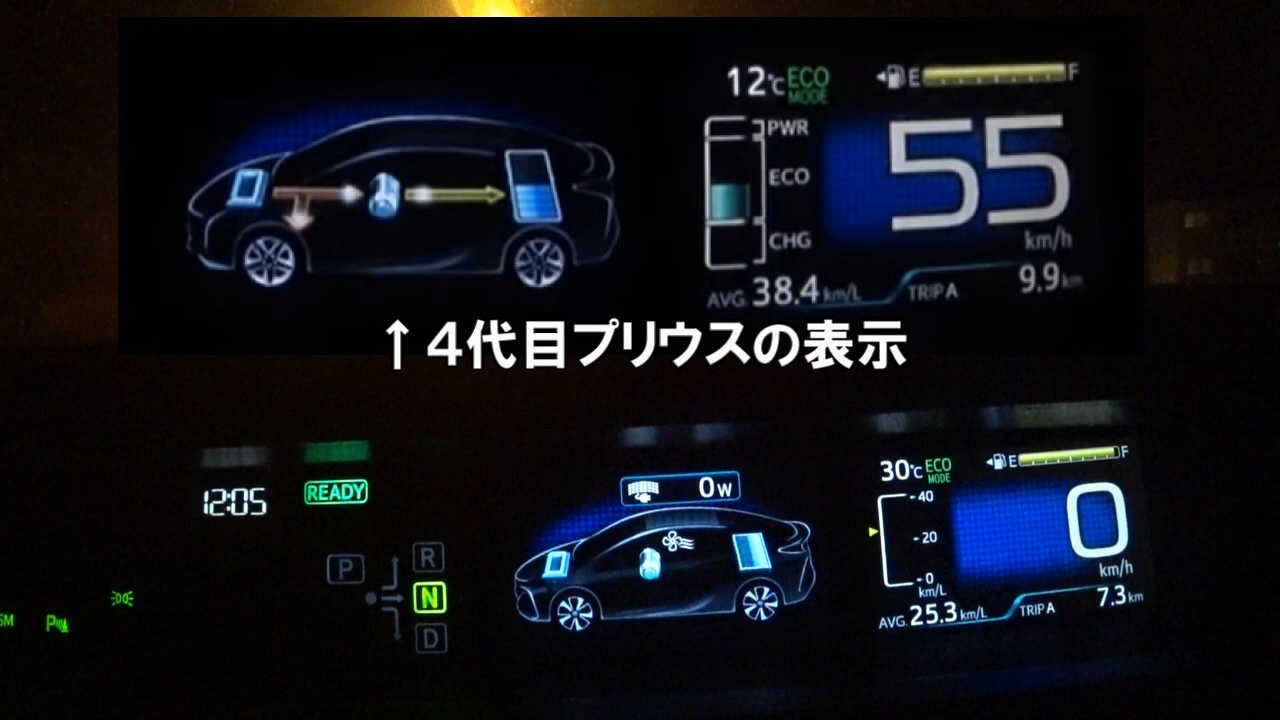 12℃ ECO MODE E F
PWR
ECO
CHG
55
km/h
AVG. 38.4 km/L TRIP A 9.9 km
↑4代目プリウスの表示
12:05 READY
0w
30℃ ECO MODE E F
40
20
0
km/L
0
km/h
AVG. 25.3 km/L TRIP A 7.3 km
P
R
N
D
P